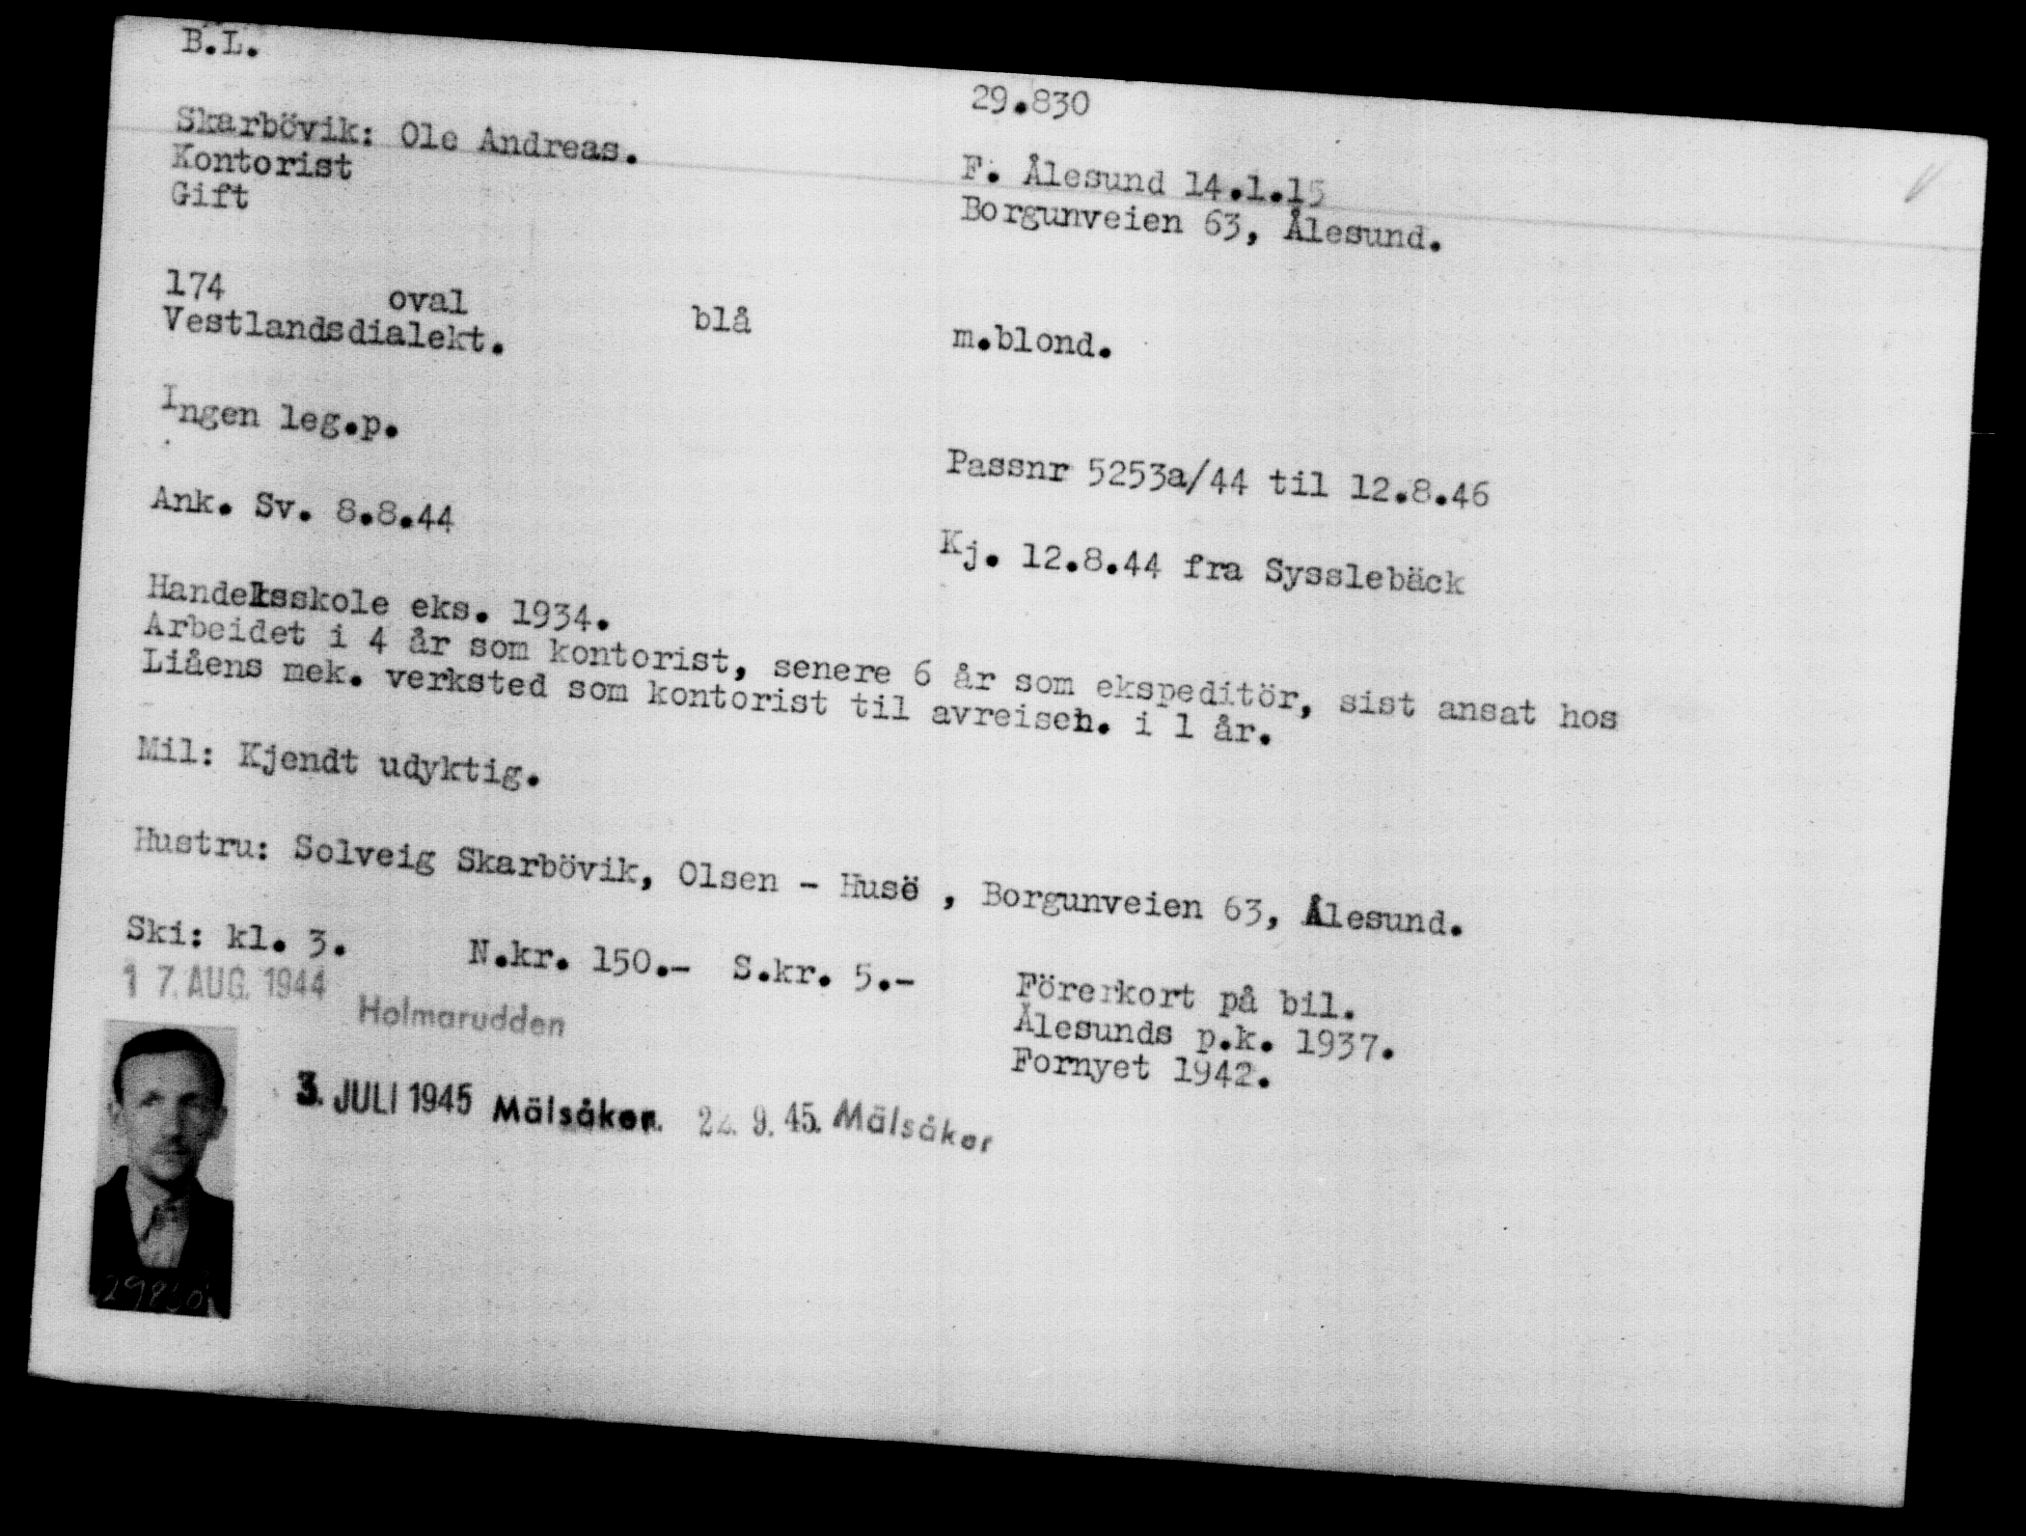 B.L.
29.830
Skarbövik: Ole Andreas.
F. Ålesund 14.1.15
Kontorist
Borgunveien 63, Ålesund.
Gift
174 oval blå m.blond.
Vestlandsdialekt.
Ingen leg.p.
Passnr 5253a/44 til 12.8.46
Ank. Sv. 8.8.44
Kj. 12.8.44 fra Sysslebäck
Handelsskole eks. 1934.
Arbeidet i 4 år som kontorist, senere 6 år som ekspeditör, sist ansat hos
Liåens mek. verksted som kontorist til avreisen. i 1 år.
Mil: Kjendt udyktig.
Hustru: Solveig Skarbövik, Olsen - Husö , Borgunveien 63, Ålesund.
Ski: kl. 3. N.kr. 150.- S.kr. 5.- Förerkort på bil.
17. AUG. 1944 Holmarudden
Ålesunds p.k. 1937.
Fornyet 1942.
3. JULI 1945 Mälsåker. 9. 45. Mälsåker
29830